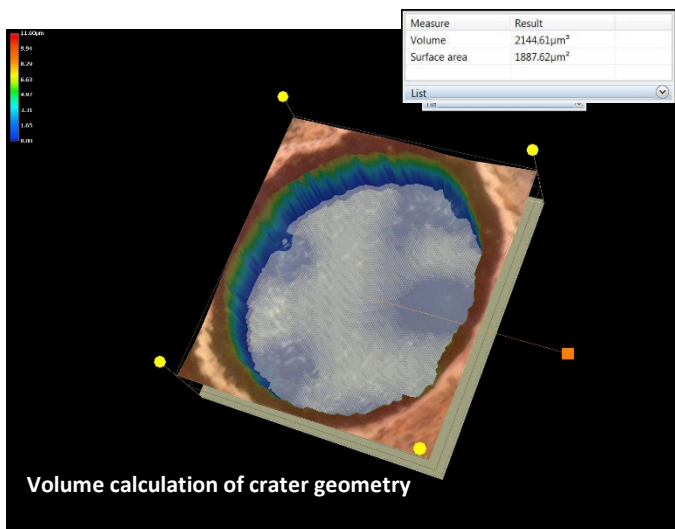 11.60μm
9.94
8.29
6.63
4.97
3.31
1.65
0.00
Measure Result
Volume 2144.61μm³
Surface area 1887.62μm²
List
List
Volume calculation of crater geometry